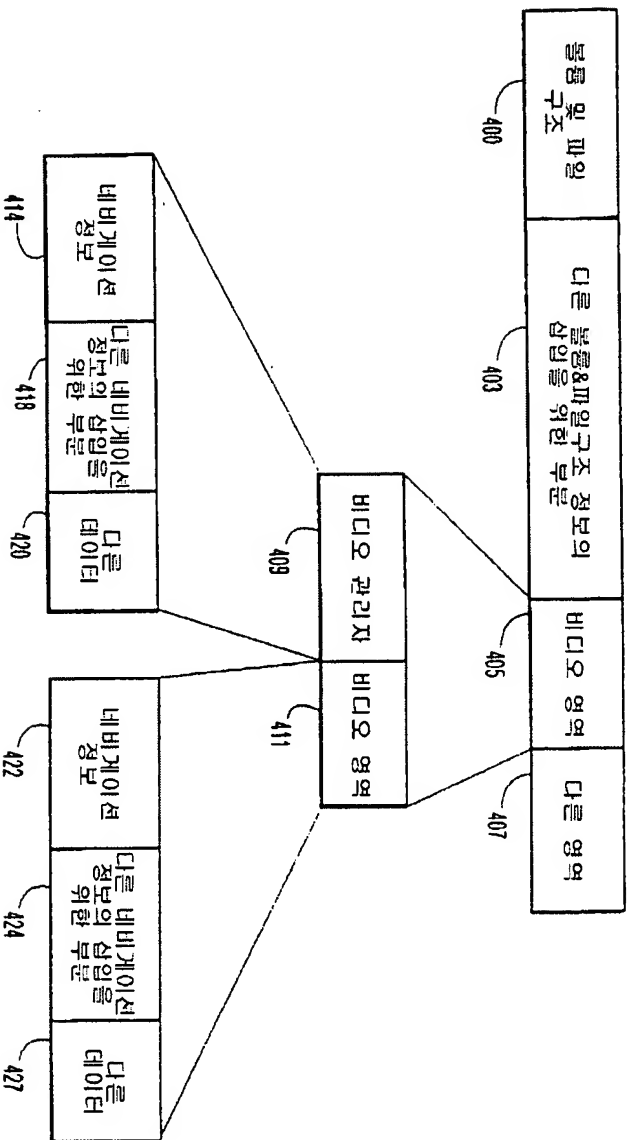 볼륨 및 파일
구조
400
다른 볼륨&파일구조 정보의
삽입을 위한 부분
403
비디오 영역
405
다른 영역
407
비디오 관리자
409
비디오 영역
411
네비게이션
정보
414
다른 네비게이션
정보의 삽입을
위한 부분
418
다른
데이터
420
네비게이션
정보
422
다른 네비게이션
정보의 삽입을
위한 부분
424
다른
데이터
427